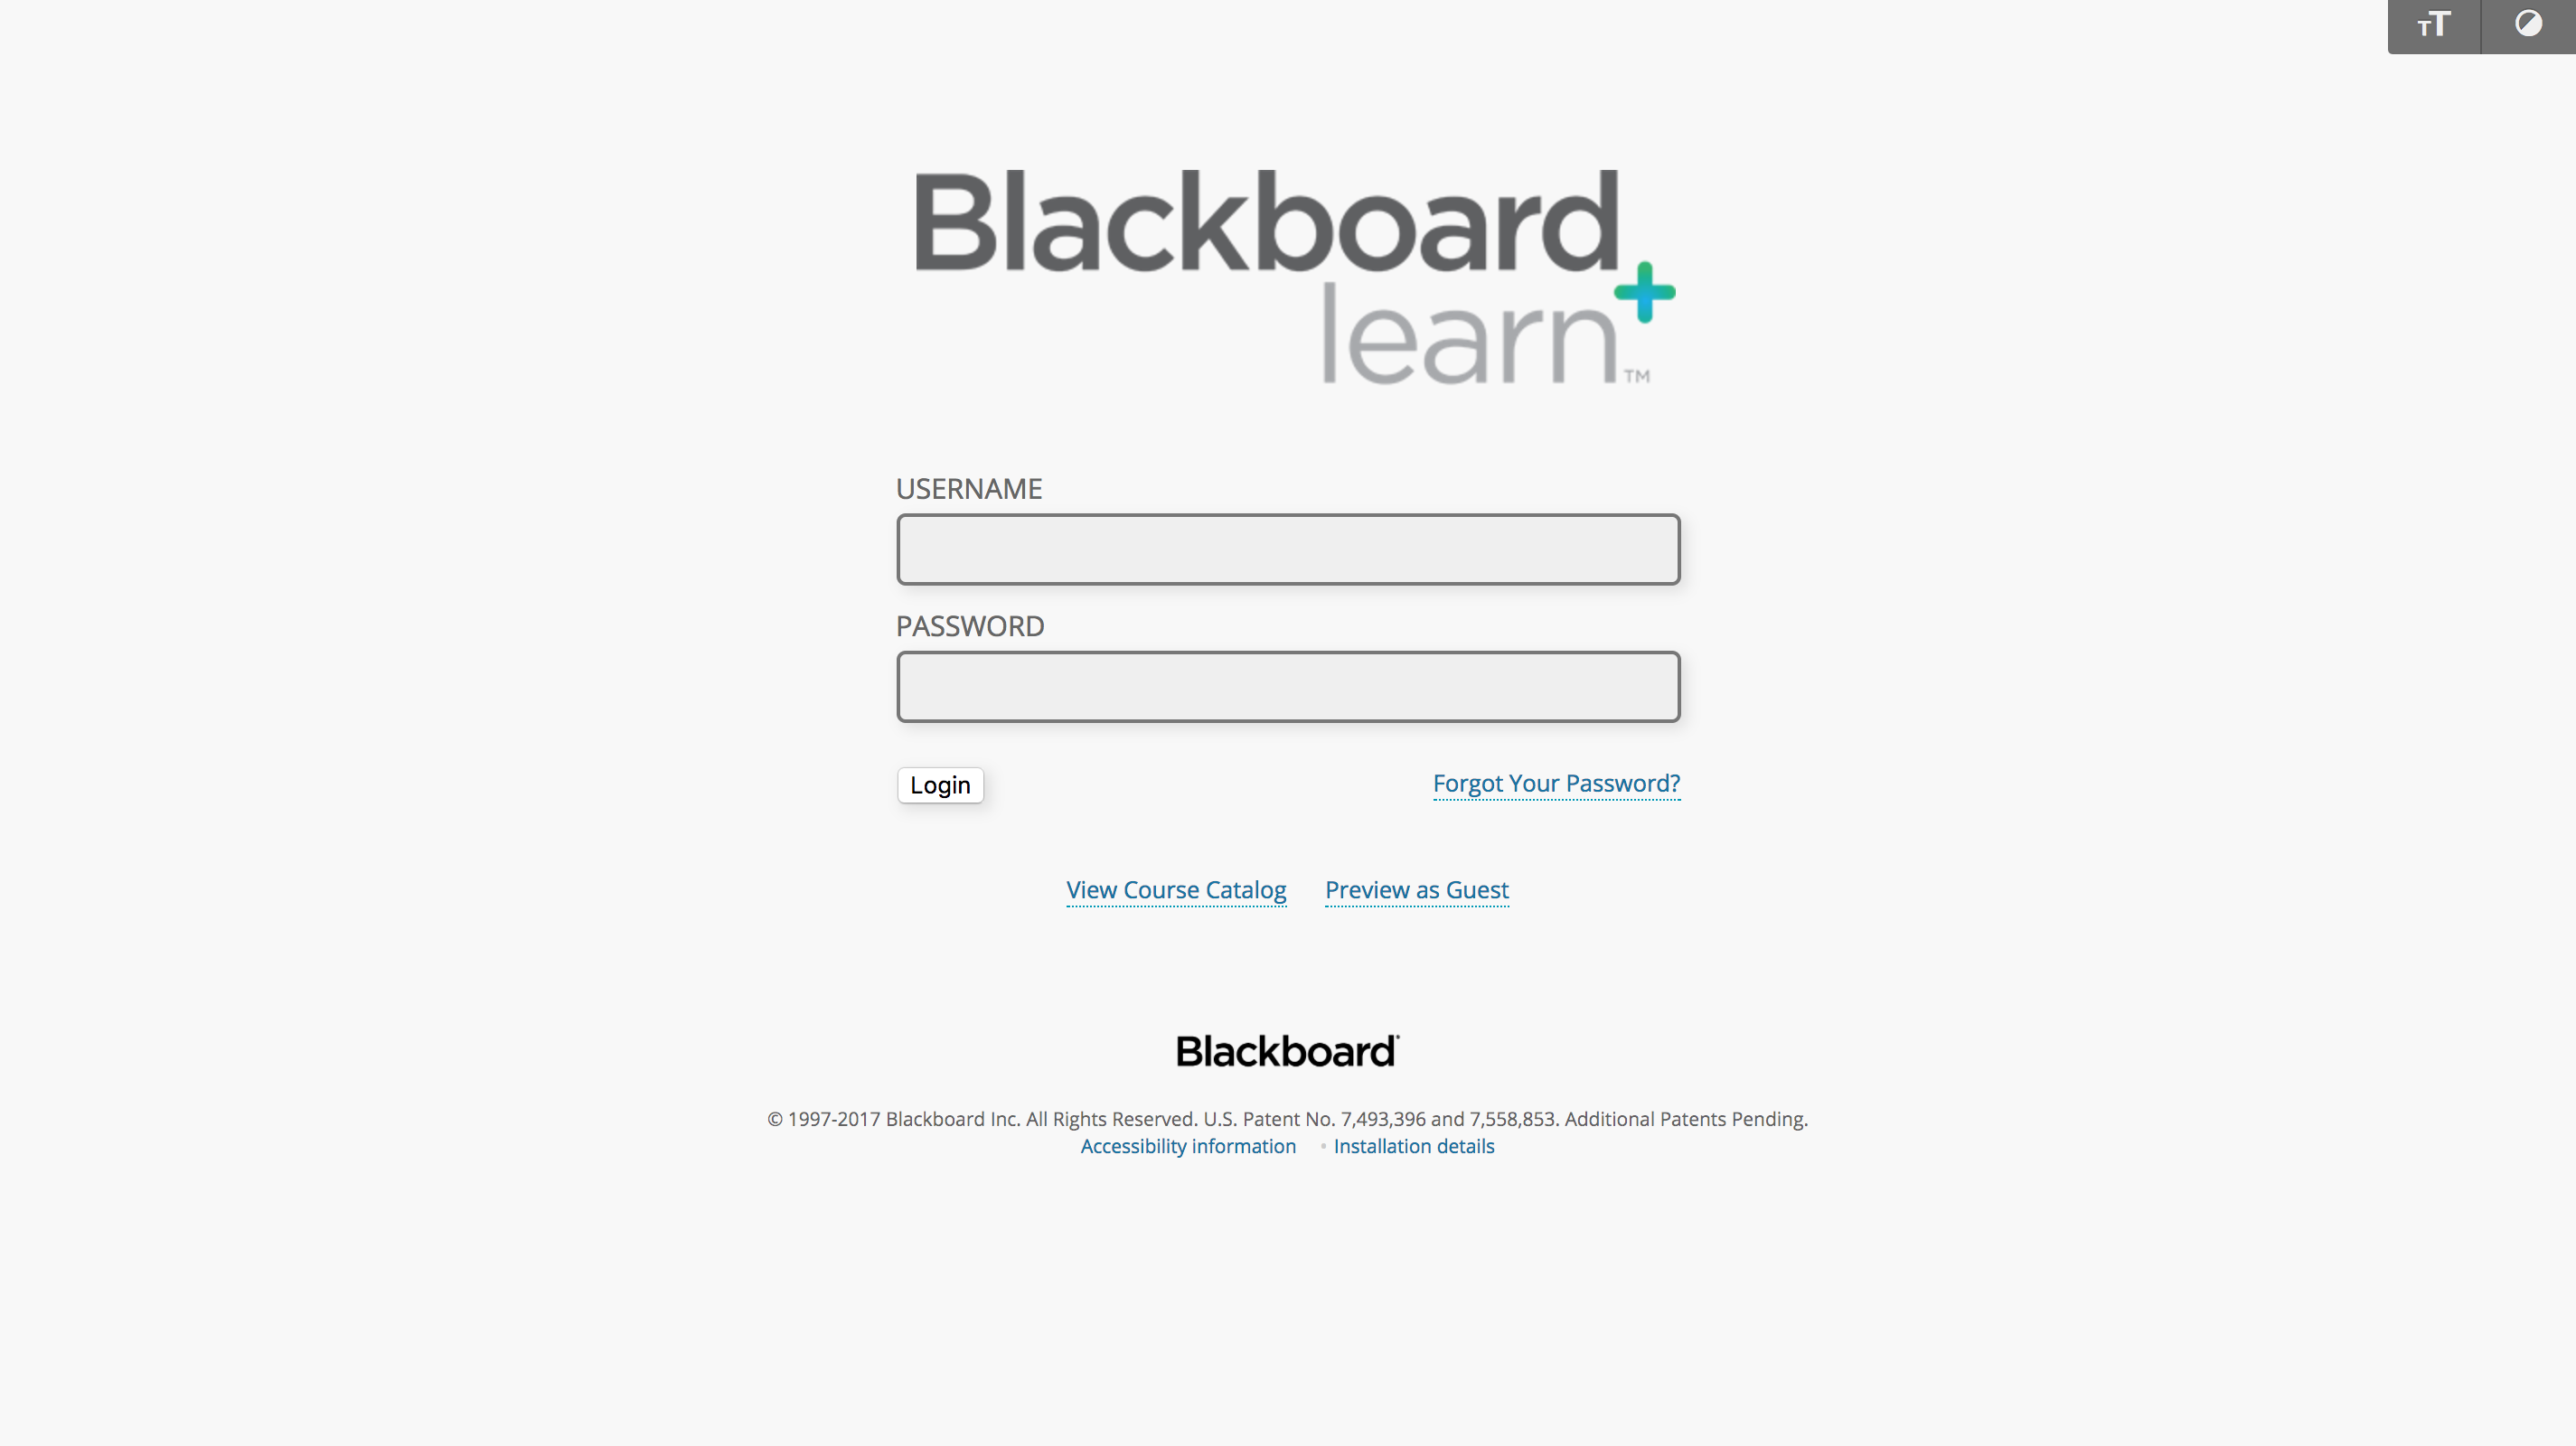 TT
Blackboard
learn™
USERNAME
PASSWORD
Login Forgot Your Password?
View Course Catalog Preview as Guest
Blackboard
© 1997-2017 Blackboard Inc. All Rights Reserved. U.S. Patent No. 7,493,396 and 7,558,853. Additional Patents Pending.
Accessibility information • Installation details